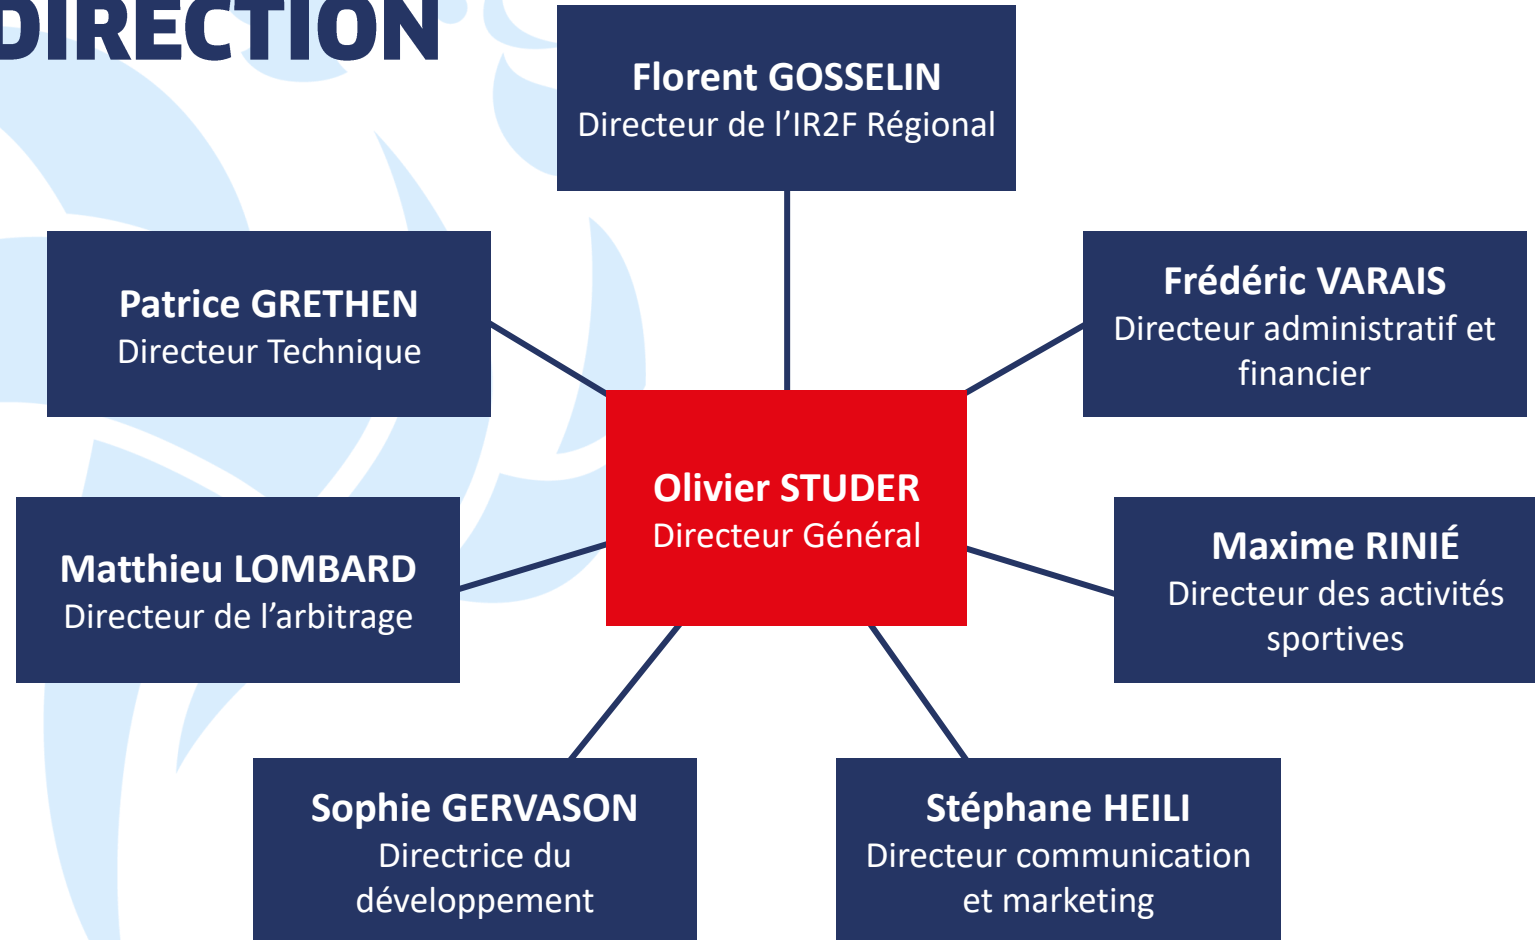 DIRECTION
Florent GOSSELIN
Directeur de l’IR2F Régional
Patrice GRETHEN
Directeur Technique
Frédéric VARAIS
Directeur administratif et
financier
Olivier STUDER
Directeur Général
Matthieu LOMBARD
Directeur de l’arbitrage
Maxime RINIÉ
Directeur des activités
sportives
Sophie GERVASON
Directrice du
développement
Stéphane HEILI
Directeur communication
et marketing